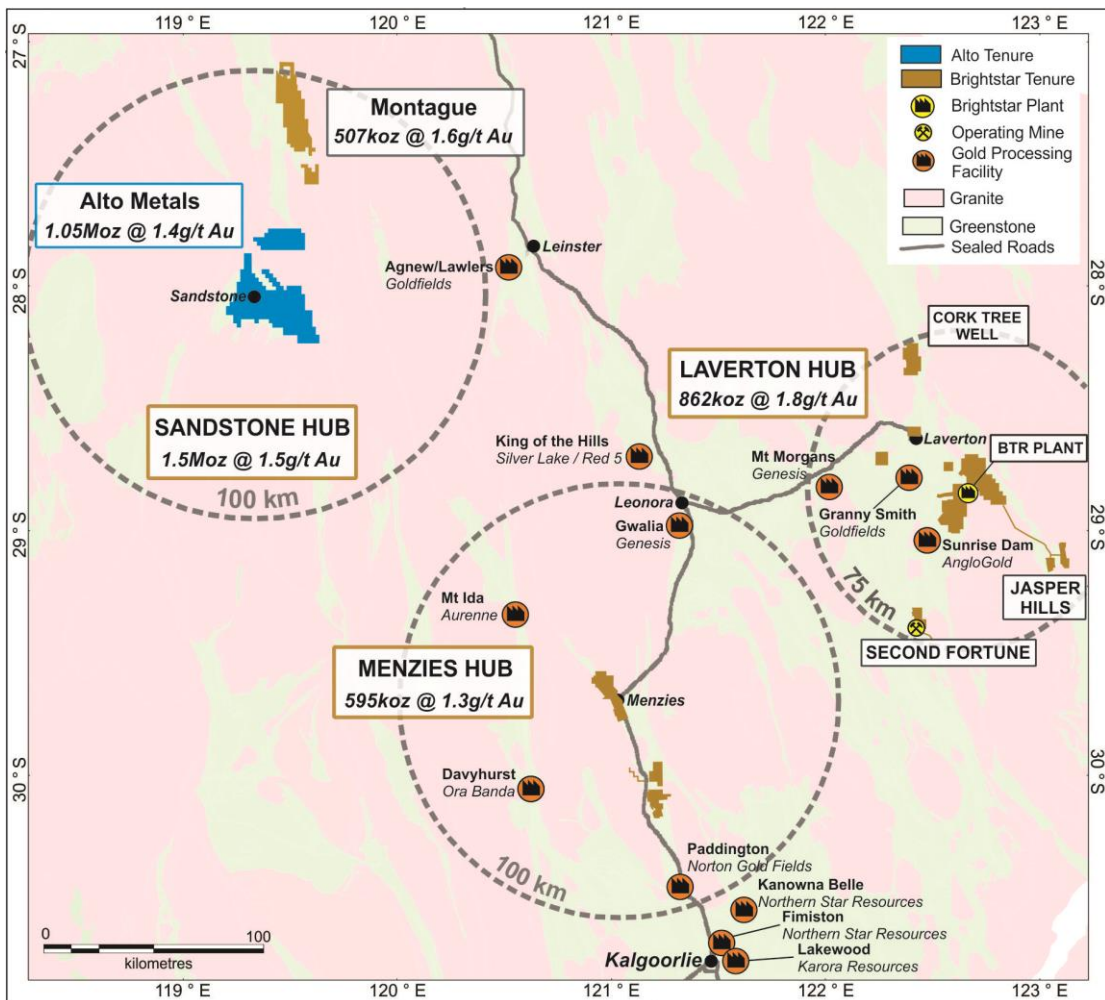 119 ° E
120 ° E
121 ° E
122 ° E
123 ° E
27° S
28° S
29° S
30° S
28° S
29° S
30° S
Alto Tenure
Brightstar Tenure
Brightstar Plant
Operating Mine
Gold Processing
Facility
Granite
Greenstone
Sealed Roads
Montague
507koz @ 1.6g/t Au
Alto Metals
1.05Moz @ 1.4g/t Au
Sandstone
Agnew/Lawlers
Goldfields
Leinster
SANDSTONE HUB
1.5Moz @ 1.5g/t Au
100 km
CORK TREE
WELL
LAVERTON HUB
862koz @ 1.8g/t Au
Laverton
BTR PLANT
King of the Hills
Silver Lake / Red 5
Mt Morgans
Genesis
Leonora
Granny Smith
Goldfields
Gwalia
Genesis
Sunrise Dam
AngloGold
75 km
JASPER
HILLS
Mt Ida
Aurenne
SECOND FORTUNE
MENZIES HUB
595koz @ 1.3g/t Au
Menzies
Davyhurst
Ora Banda
100 km
Paddington
Norton Gold Fields
Kanowna Belle
Northern Star Resources
Fimiston
Northern Star Resources
Lakewood
Karora Resources
Kalgoorlie
0
100
kilometres
119 ° E
120 ° E
121 ° E
122 ° E
123 ° E